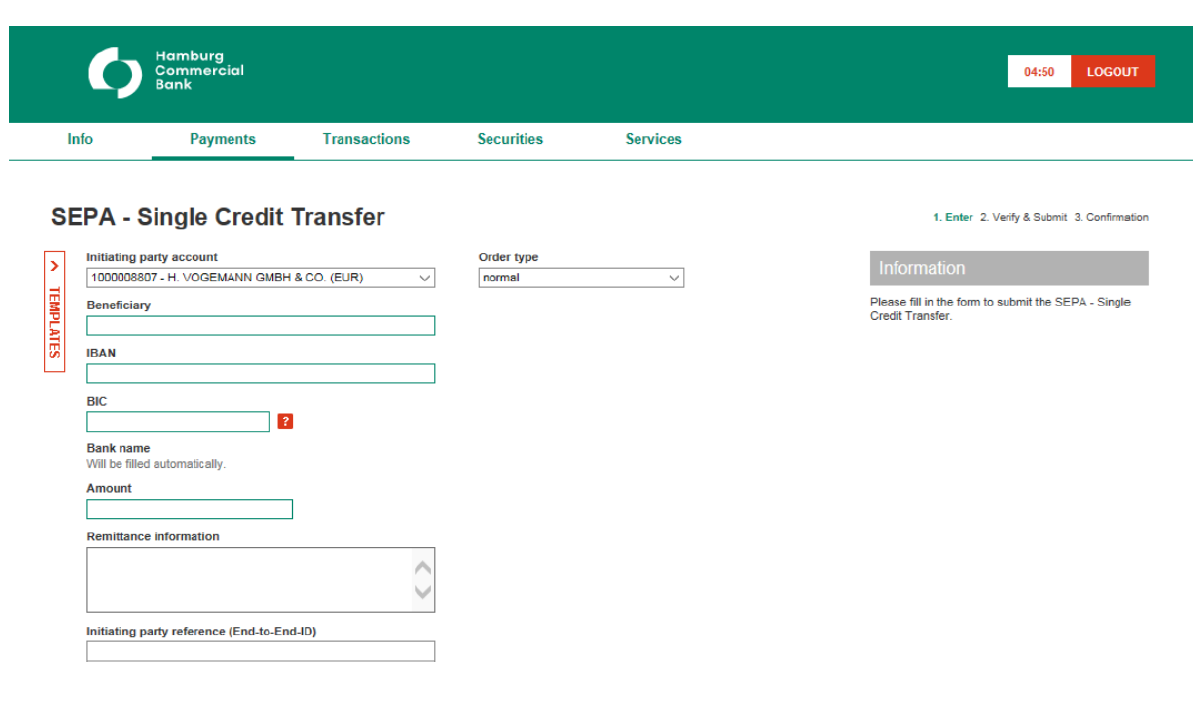 Hamburg
Commercial
Bank
04:50 LOGOUT
Info Payments Transactions Securities Services
SEPA - Single Credit Transfer
1. Enter 2. Verify & Submit 3. Confirmation
TEMPLATES
Initiating party account
1000008807 - H. VOGEMANN GMBH & CO. (EUR)
Order type
normal
Information
Please fill in the form to submit the SEPA - Single
Credit Transfer.
Beneficiary
IBAN
BIC
?
Bank name
Will be filled automatically.
Amount
Remittance information
Initiating party reference (End-to-End-ID)